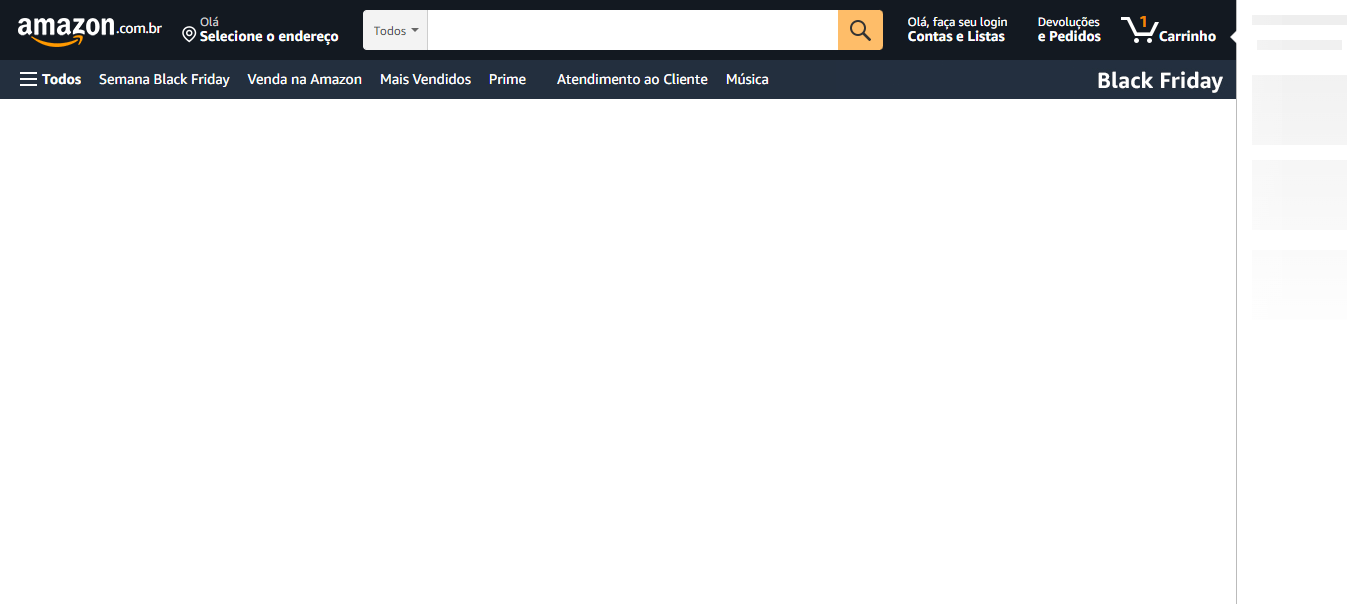 amazon.com.br
Olá
Selecione o endereço
Todos
Olá, faça seu login
Contas e Listas
Devoluções
e Pedidos
1
Carrinho
Todos
Semana Black Friday
Venda na Amazon
Mais Vendidos
Prime
Atendimento ao Cliente
Música
Black Friday